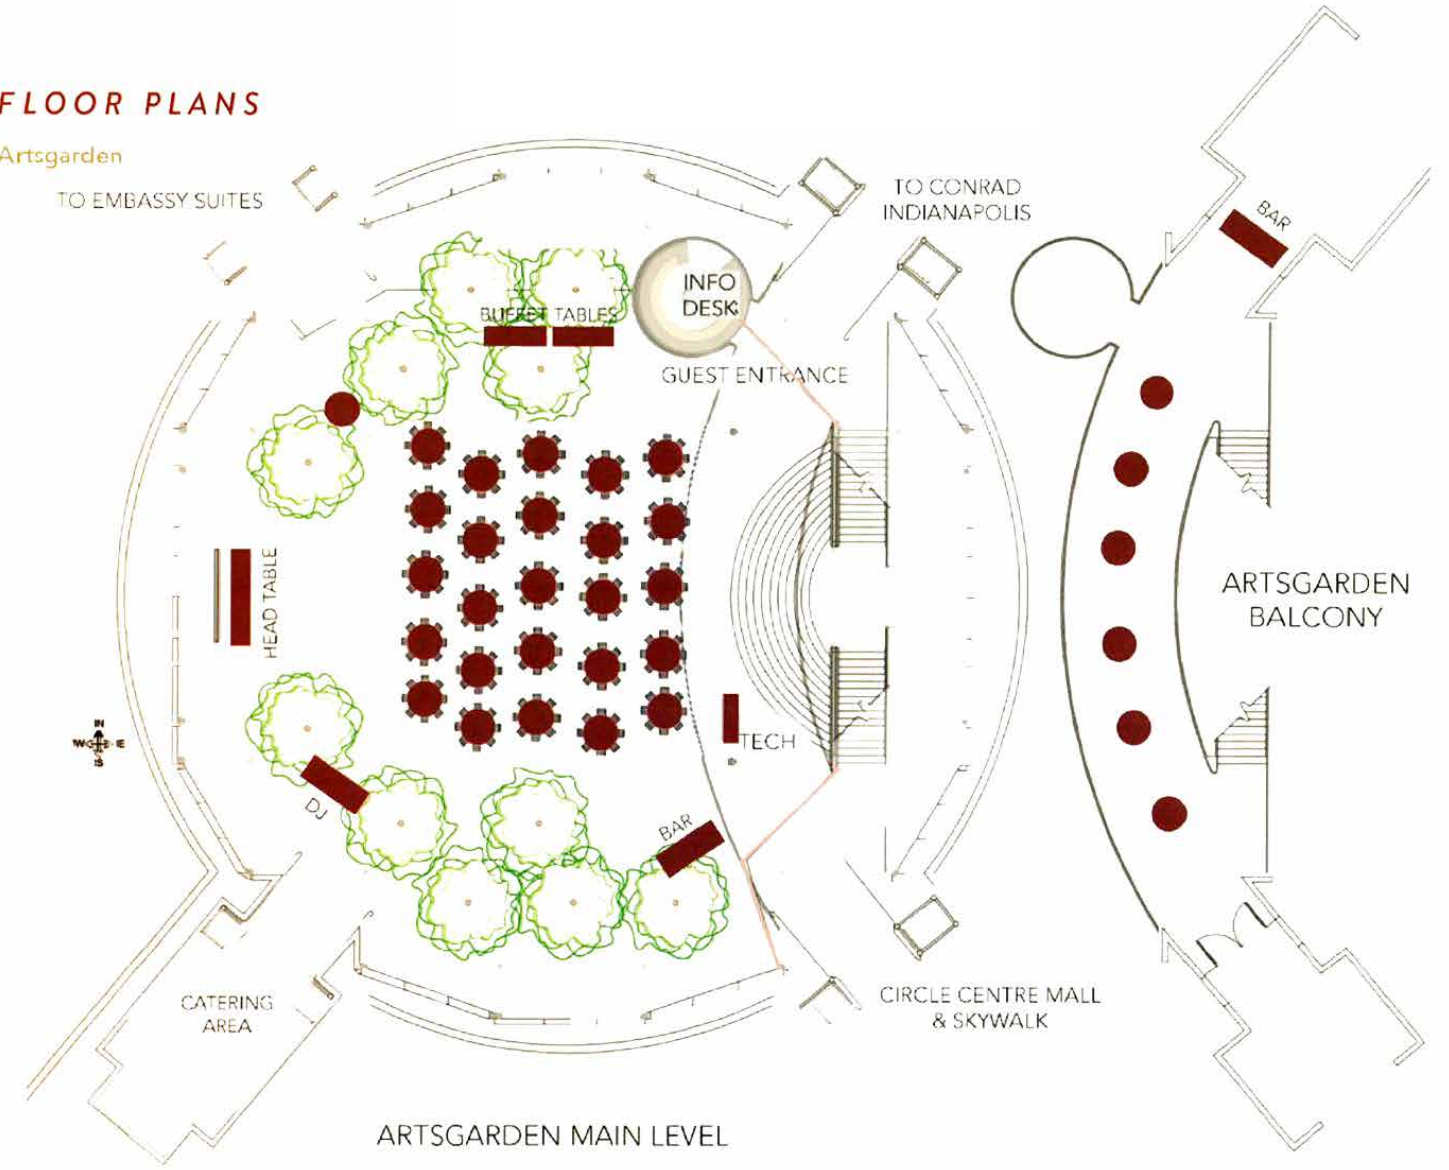 FLOOR PLANS
Artsgarden
TO EMBASSY SUITES
TO CONRAD
INDIANAPOLIS
BAR
INFO
DESK
BUFFET TABLES
GUEST ENTRANCE
HEAD TABLE
ARTSGARDEN
BALCONY
N
W
E
S
TECH
DJ
BAR
CATERING
AREA
CIRCLE CENTRE MALL
& SKYWALK
ARTSGARDEN MAIN LEVEL